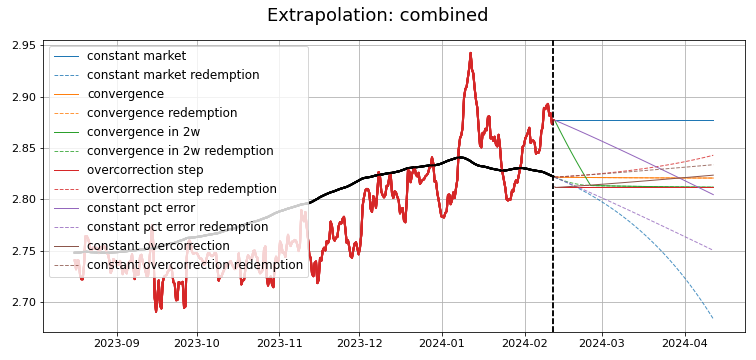 Extrapolation: combined
2.95
2.90
2.85
2.80
2.75
2.70
constant market
constant market redemption
convergence
convergence redemption
convergence in 2w
convergence in 2w redemption
overcorrection step
overcorrection step redemption
constant pct error
constant pct error redemption
constant overcorrection
constant overcorrection redemption
2023-09 2023-10 2023-11 2023-12 2024-01 2024-02 2024-03 2024-04